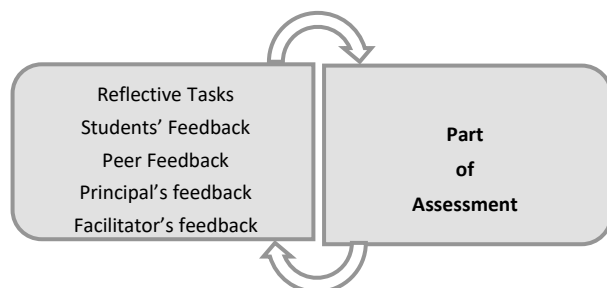 Reflective Tasks
Students’ Feedback
Peer Feedback
Principal’s feedback
Facilitator’s feedback
Part
of
Assessment